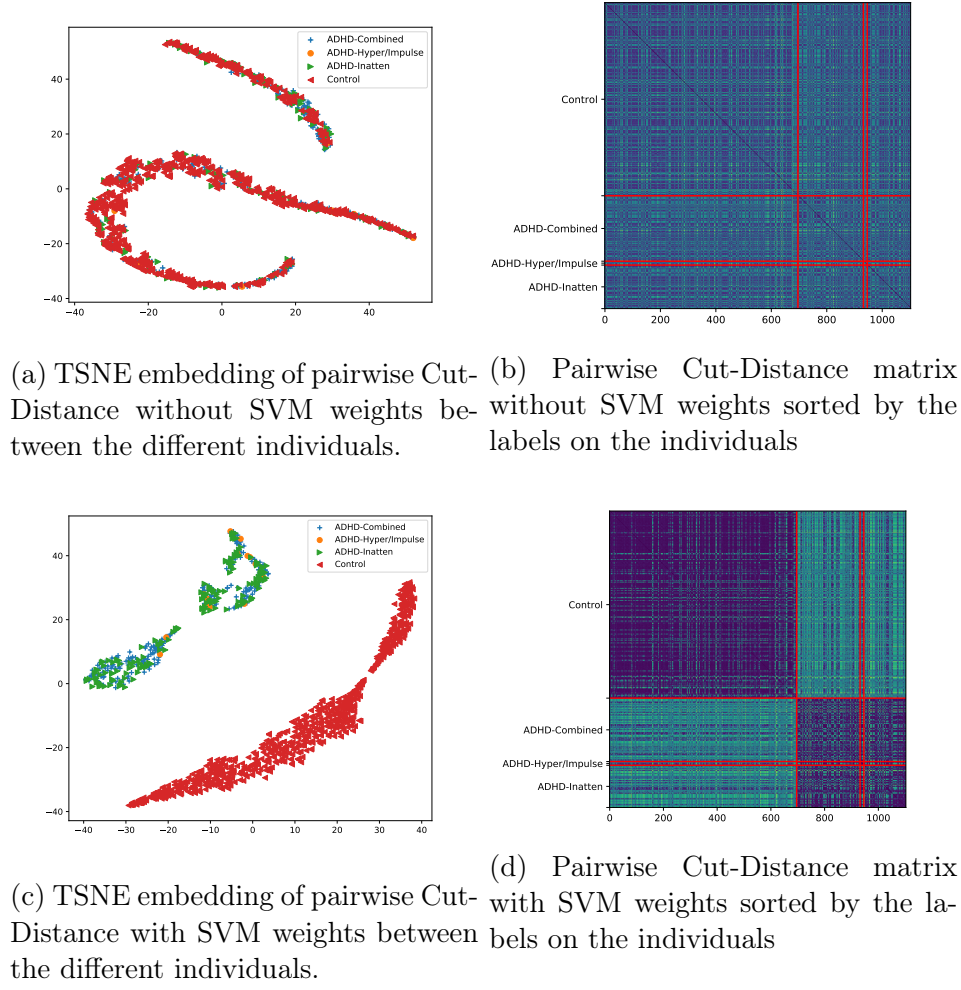 ADHD-Combined
ADHD-Hyper/Impulse
ADHD-Inatten
Control
40
20
0
−20
−40
−40
−20
0
20
40
Control
ADHD-Combined
ADHD-Hyper/Impulse
ADHD-Inatten
0
200
400
600
800
1000
(a) TSNE embedding of pairwise Cut-
Distance without SVM weights be-
tween the different individuals.
(b) Pairwise Cut-Distance matrix
without SVM weights sorted by the
labels on the individuals
ADHD-Combined
ADHD-Hyper/Impulse
ADHD-Inatten
Control
40
20
0
−20
−40
−40
−30
−20
−10
0
10
20
30
40
Control
ADHD-Combined
ADHD-Hyper/Impulse
ADHD-Inatten
0
200
400
600
800
1000
(c) TSNE embedding of pairwise Cut-
Distance with SVM weights between
the different individuals.
(d) Pairwise Cut-Distance matrix
with SVM weights sorted by the la-
bels on the individuals